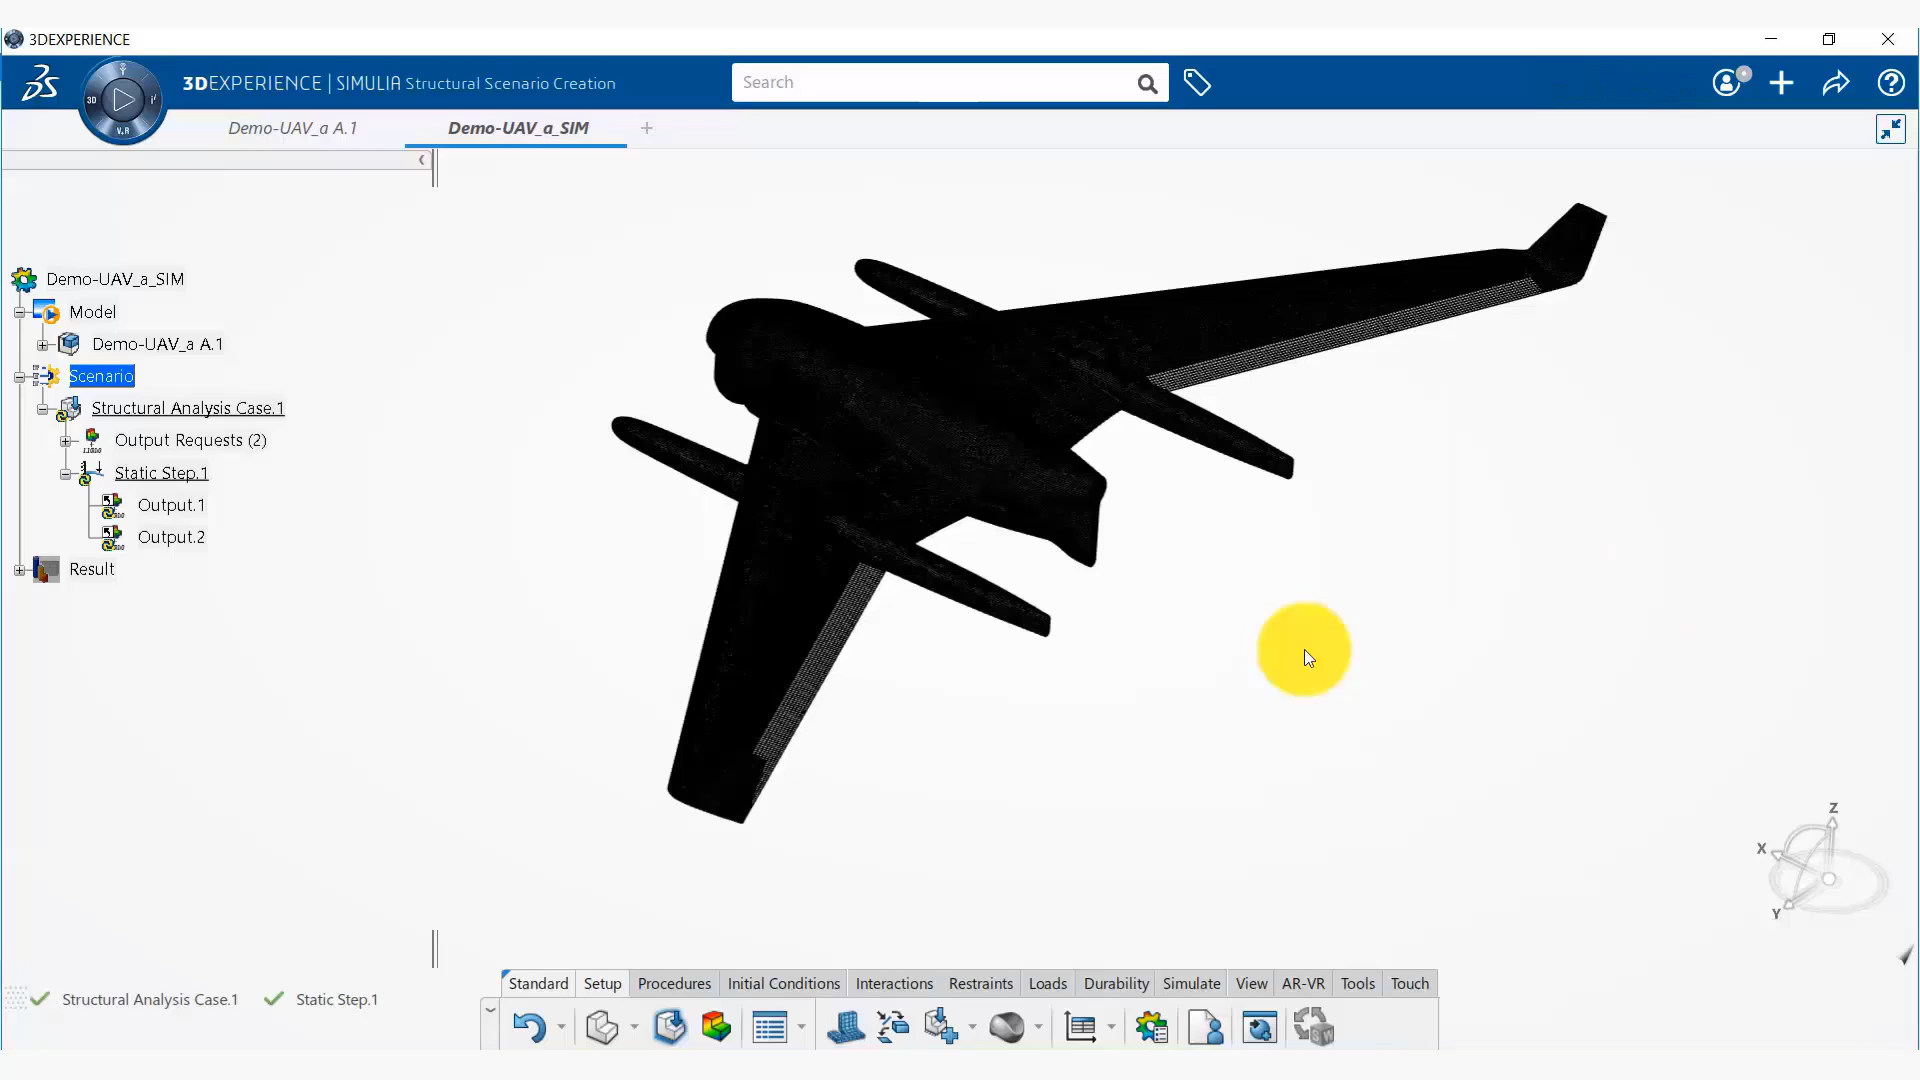 3DEXPERIENCE
3DEXPERIENCE | SIMULIA Structural Scenario Creation
Search
3D
V.R
Demo-UAV_a A.1
Demo-UAV_a_SIM
Demo-UAV_a_SIM
Model
Demo-UAV_a A.1
Scenario
Structural Analysis Case.1
Output Requests (2)
Static Step.1
Output.1
Output.2
Result
Z
X
Y
Structural Analysis Case.1
Static Step.1
Standard
Setup
Procedures
Initial Conditions
Interactions
Restraints
Loads
Durability
Simulate
View
AR-VR
Tools
Touch